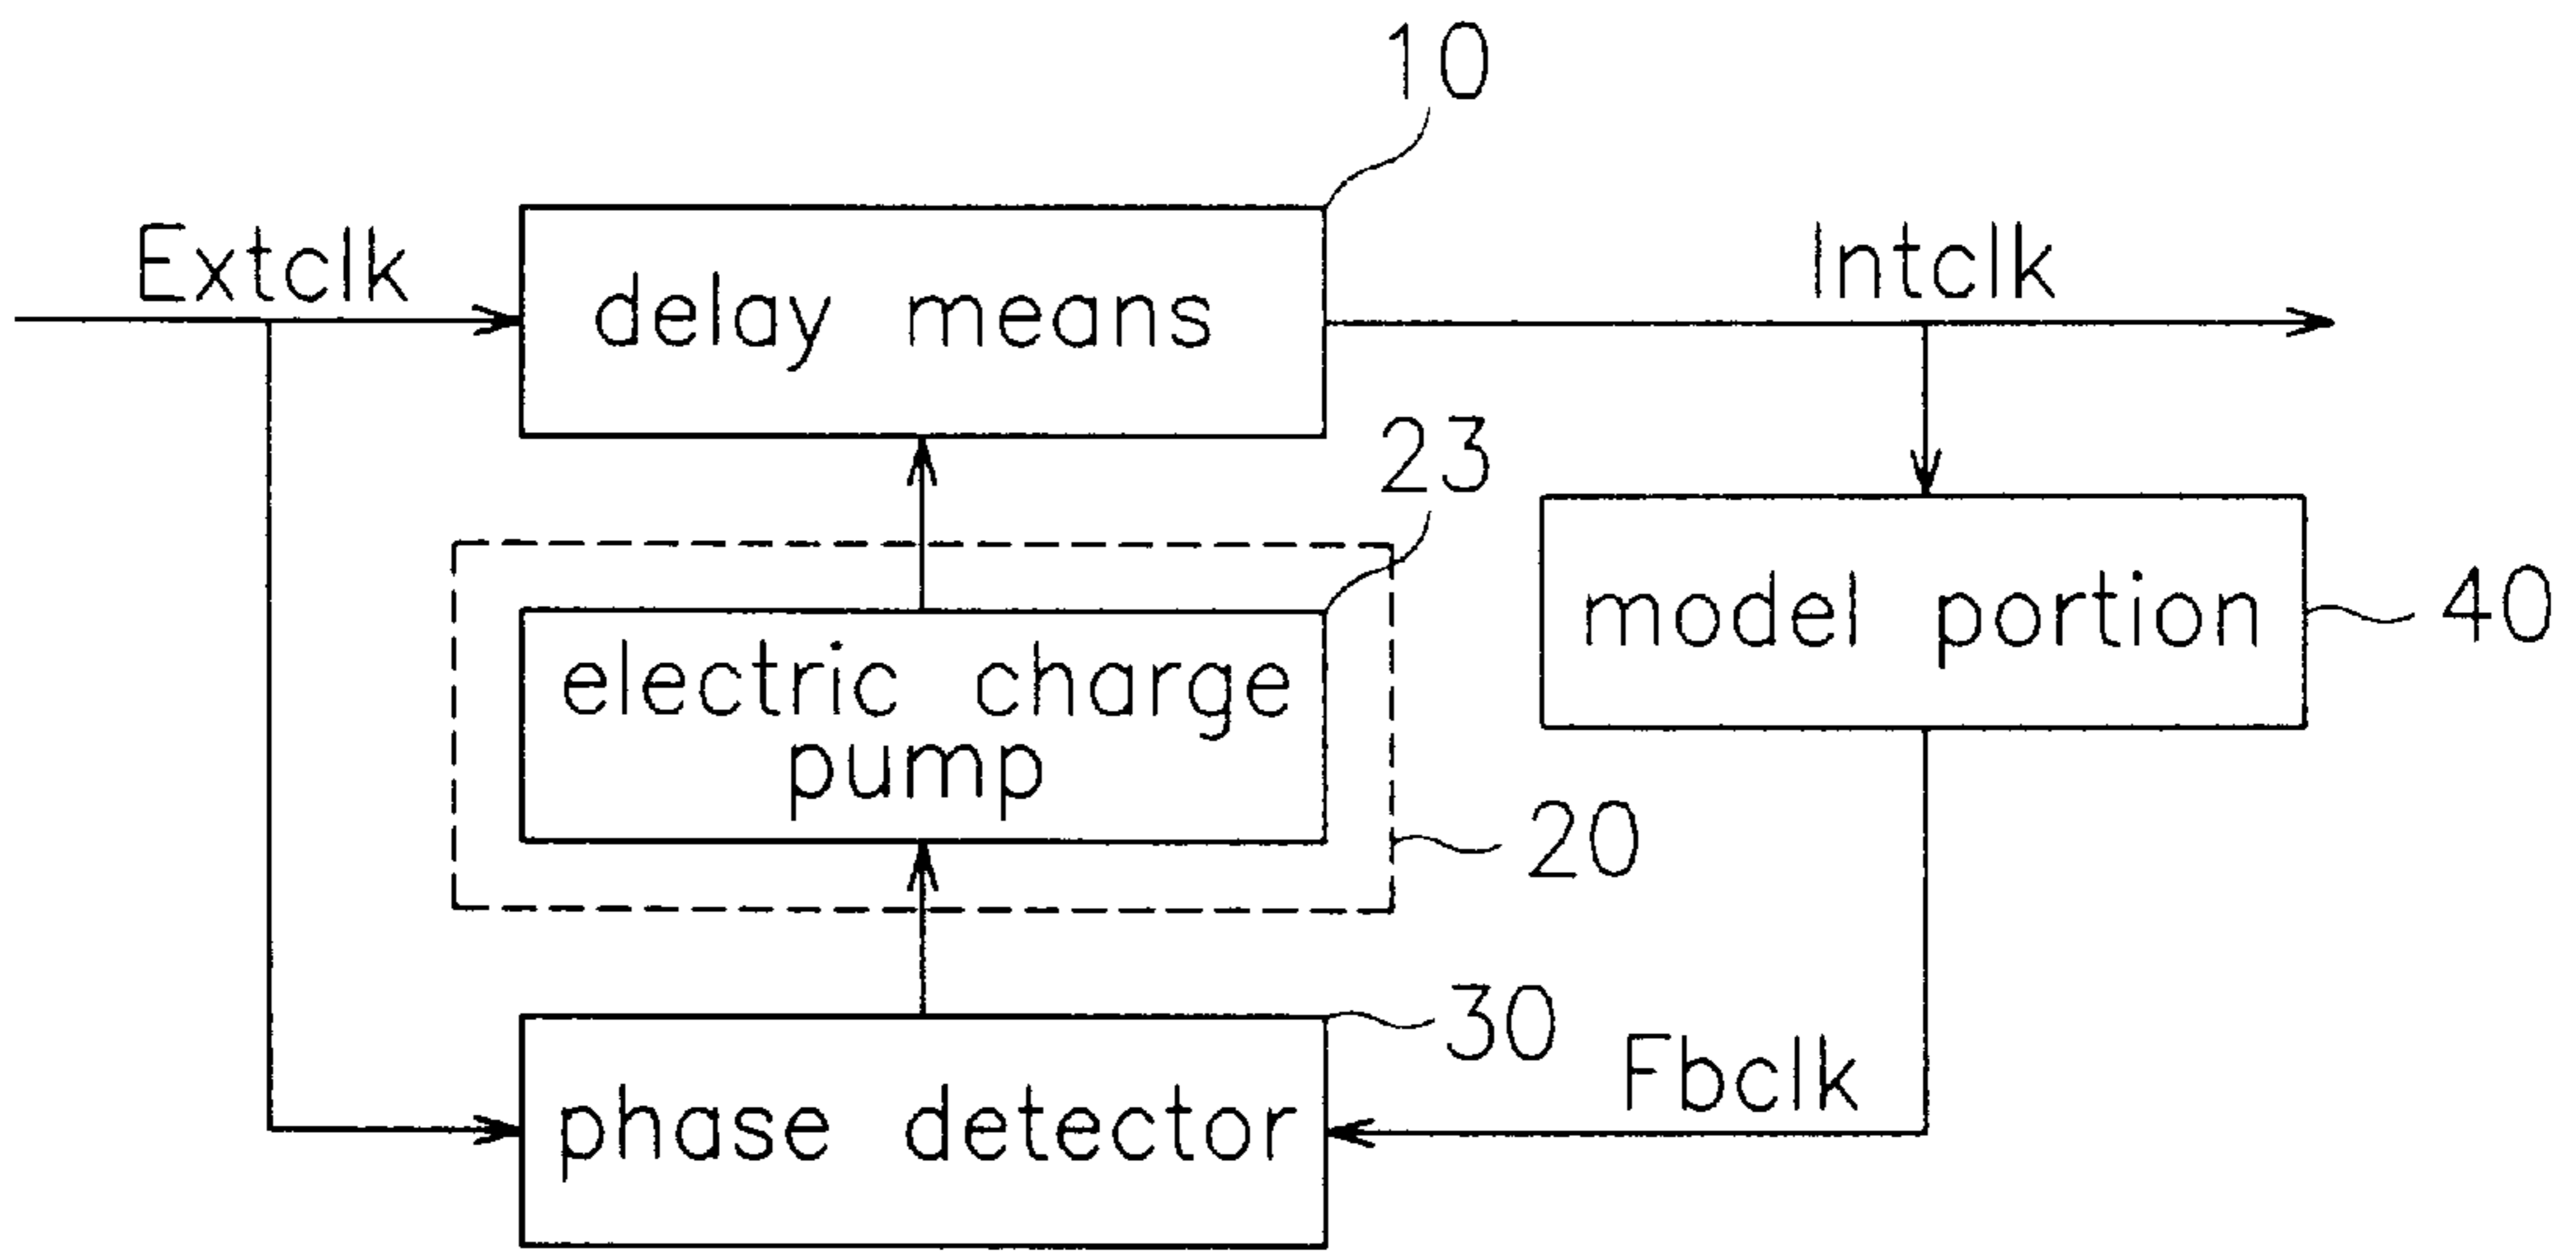 10
Extclk
delay means
Intclk
23
model portion
40
electric charge
pump
20
30
phase detector
Fbclk